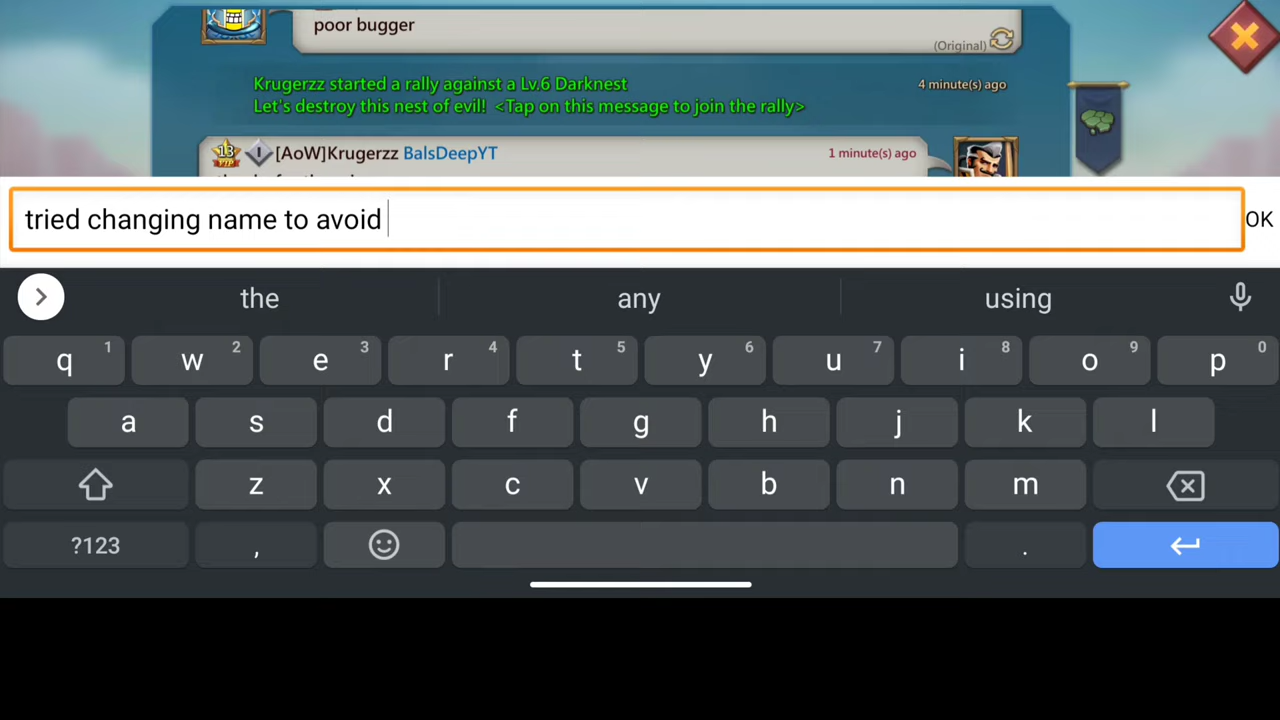 poor bugger
(Original)
Krugerzz started a rally against a Lv.6 Darknest
4 minute(s) ago
Let's destroy this nest of evil! <Tap on this message to join the rally>
13
[AoW]Krugerzz BalsDeepYT
1 minute(s) ago
tried changing name to avoid
OK
the any using
q 1 w 2 e 3 r 4 t 5 y 6 u 7 i 8 o 9 p 0
a s d f g h j k l
z x c v b n m
?123 , .